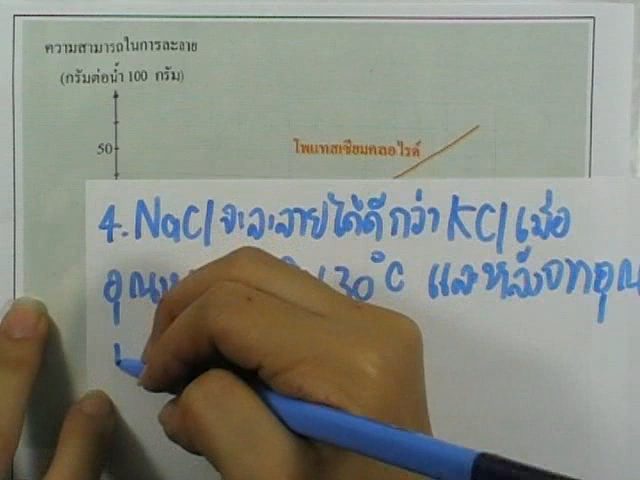 ความสามารถในการละลาย
(กรัมต่อน้ำ 100 กรัม)
50
โพแทสเซียมคลอไรด์
4. NaCl จะละลายได้ดีกว่า KCl เมื่อ
30°C และหลังจากอุณ